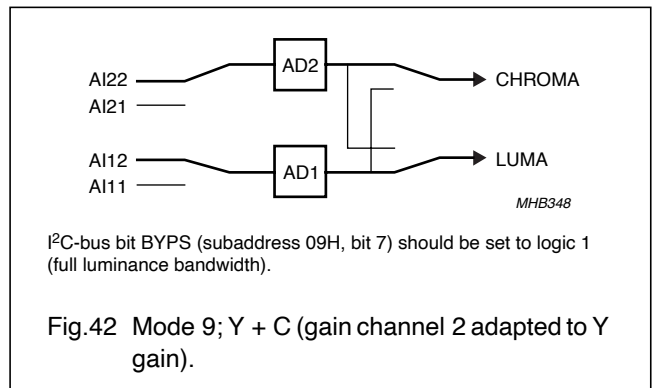 AI22
AI21
AD2
CHROMA
AI12
AI11
AD1
LUMA
MHB348
I²C-bus bit BYPS (subaddress 09H, bit 7) should be set to logic 1
(full luminance bandwidth).
Fig.42 Mode 9; Y + C (gain channel 2 adapted to Y
gain).